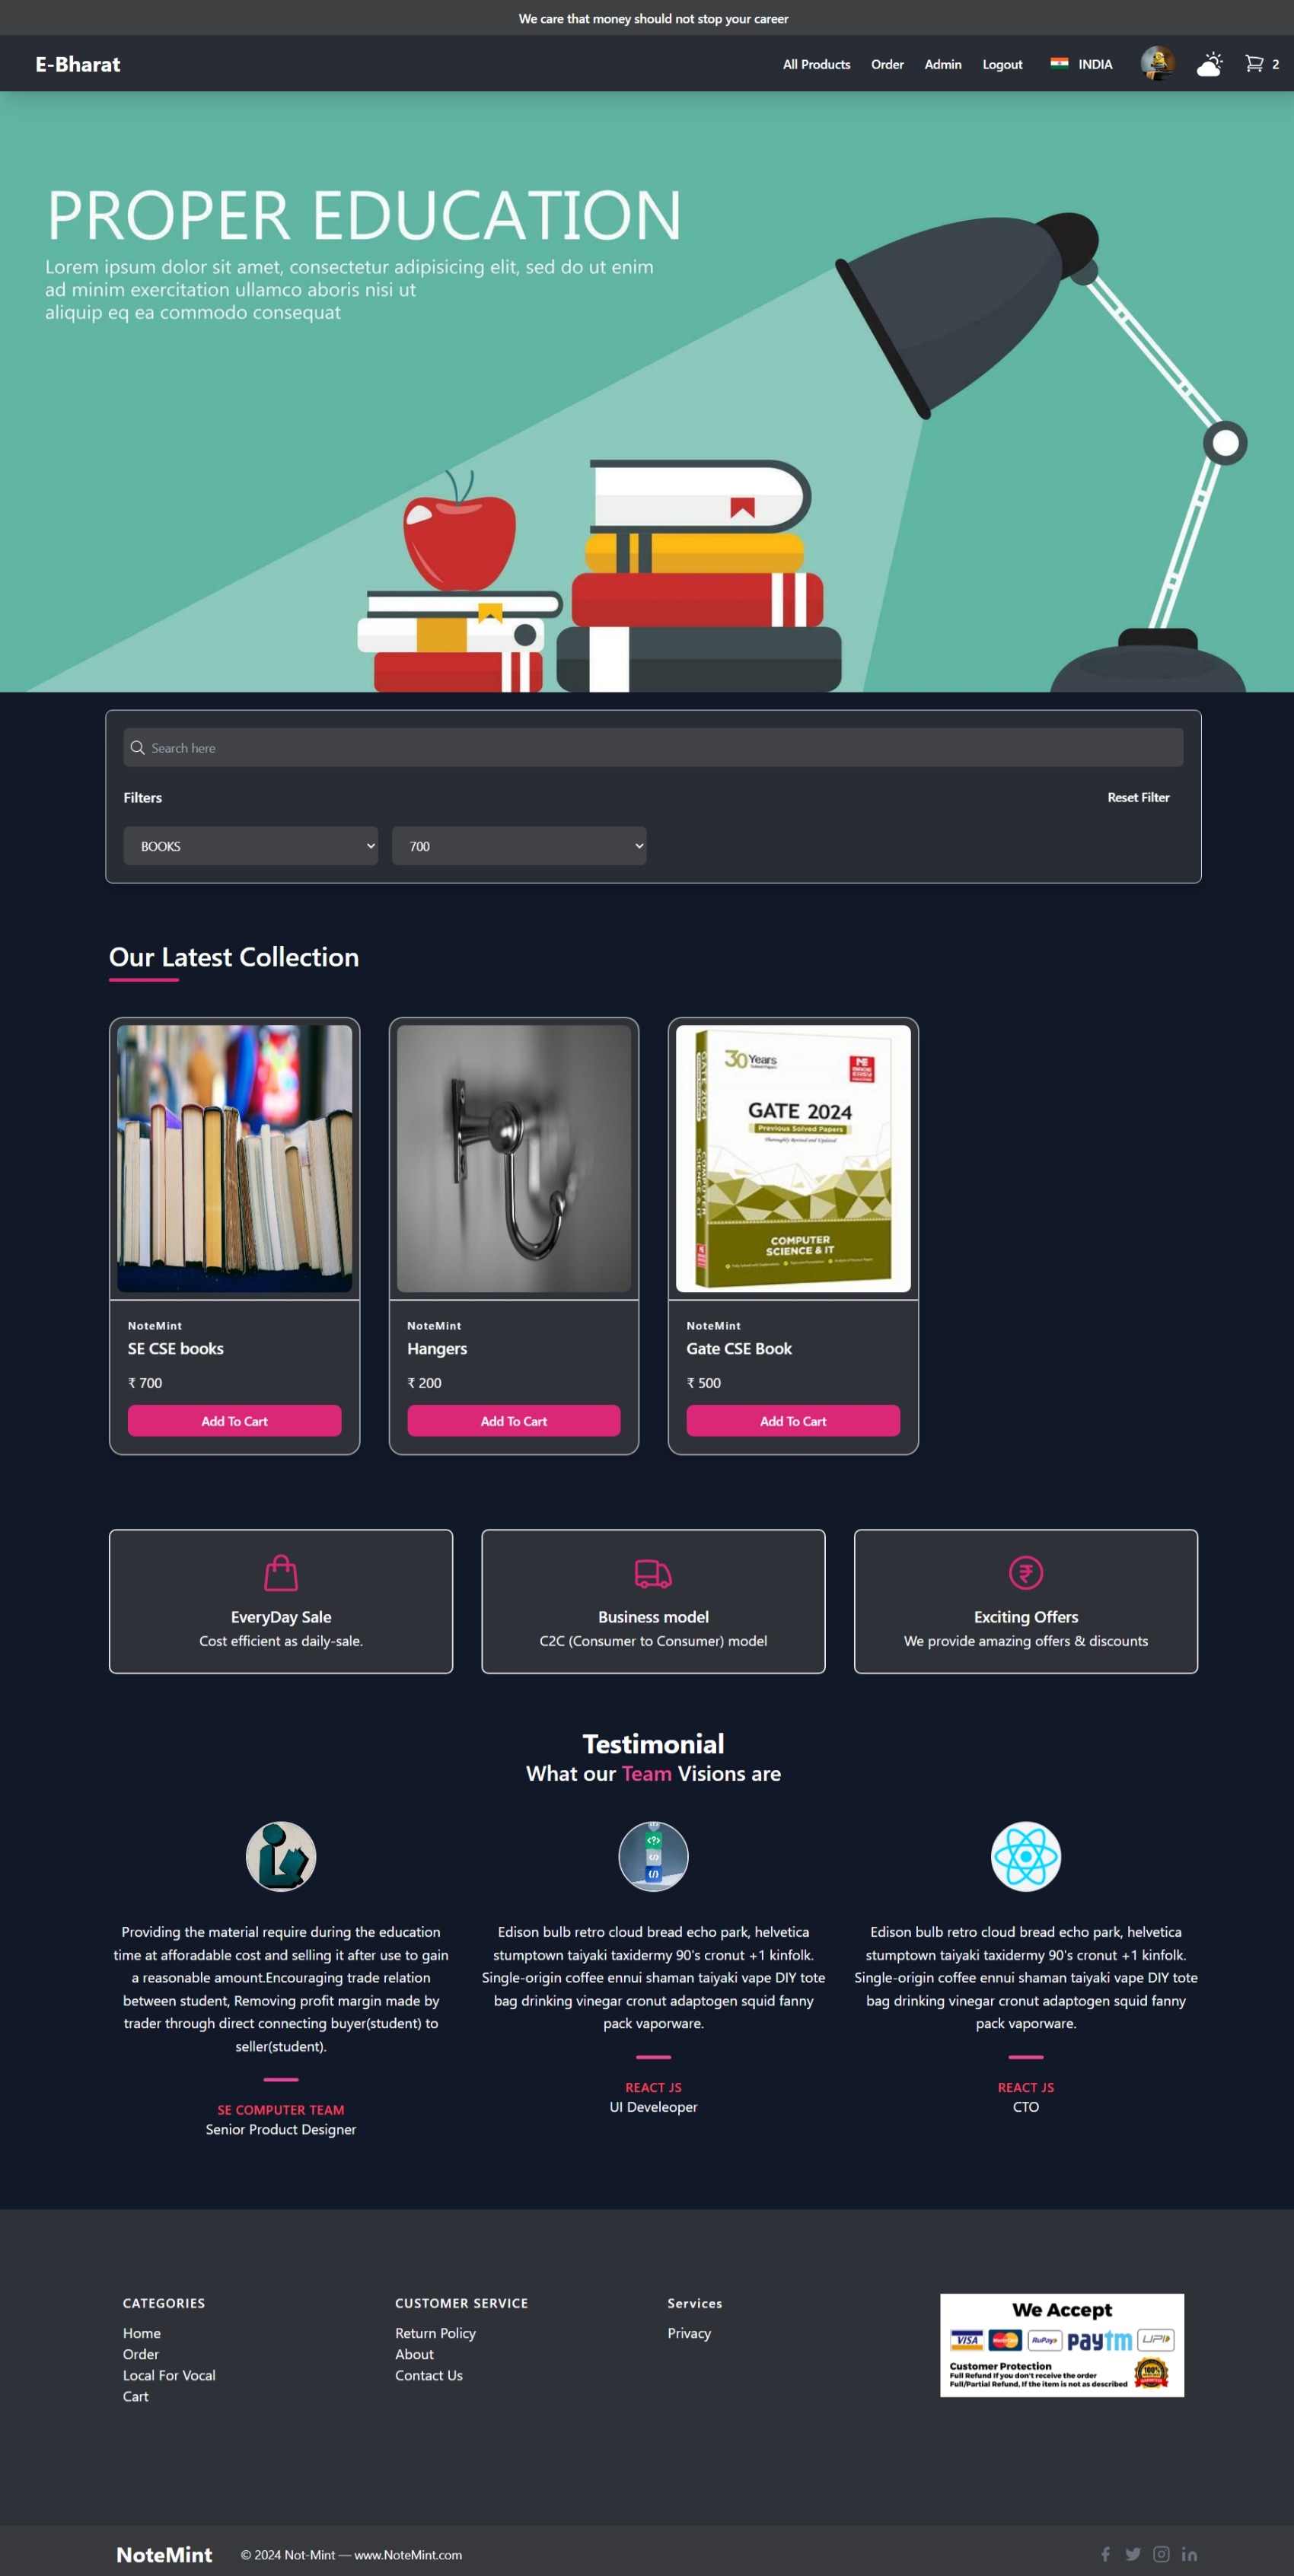 We care that money should not stop your career
E-Bharat
All Products Order Admin Logout INDIA 2
PROPER EDUCATION
Lorem ipsum dolor sit amet, consectetur adipisicing elit, sed do ut enim
ad minim exercitation ullamco aboris nisi ut
aliquip eq ea commodo consequat
Search here
Filters Reset Filter
BOOKS 700
Our Latest Collection
30 Years
GATE 2024
Previous Solved Papers
Thoroughly Revised and Updated
COMPUTER
SCIENCE & IT
NoteMint
SE CSE books
₹ 700
Add To Cart
NoteMint
Hangers
₹ 200
Add To Cart
NoteMint
Gate CSE Book
₹ 500
Add To Cart
EveryDay Sale
Cost efficient as daily-sale.
Business model
C2C (Consumer to Consumer) model
Exciting Offers
We provide amazing offers & discounts
Testimonial
What our Team Visions are
Providing the material require during the education
time at afforadable cost and selling it after use to gain
a reasonable amount.Encouraging trade relation
between student, Removing profit margin made by
trader through direct connecting buyer(student) to
seller(student).
SE COMPUTER TEAM
Senior Product Designer
Edison bulb retro cloud bread echo park, helvetica
stumptown taiyaki taxidermy 90's cronut +1 kinfolk.
Single-origin coffee ennui shaman taiyaki vape DIY tote
bag drinking vinegar cronut adaptogen squid fanny
pack vaporware.
REACT JS
UI Develeoper
Edison bulb retro cloud bread echo park, helvetica
stumptown taiyaki taxidermy 90's cronut +1 kinfolk.
Single-origin coffee ennui shaman taiyaki vape DIY tote
bag drinking vinegar cronut adaptogen squid fanny
pack vaporware.
REACT JS
CTO
CATEGORIES
Home
Order
Local For Vocal
Cart
CUSTOMER SERVICE
Return Policy
About
Contact Us
Services
Privacy
We Accept
VISA MasterCard RuPay paytm UPI
Customer Protection
Full Refund if you don't receive the order
Full/Partial Refund, If the item is not as described
100%
NoteMint © 2024 Not-Mint — www.NoteMint.com